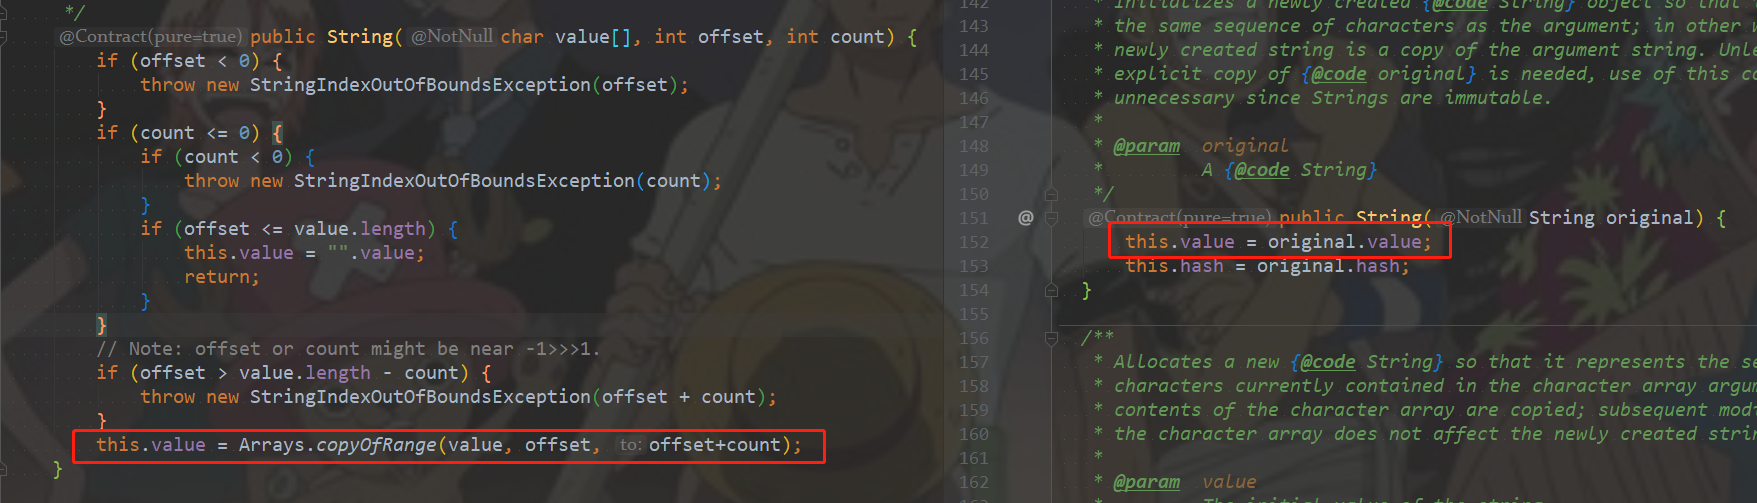 */
@Contract(pure=true) public String( @NotNull char value[], int offset, int count) {
if (offset < 0) {
throw new StringIndexOutOfBoundsException(offset);
}
if (count <= 0) {
if (count < 0) {
throw new StringIndexOutOfBoundsException(count);
}
if (offset <= value.length) {
this.value = "".value;
return;
}
}
// Note: offset or count might be near -1>>>1.
if (offset > value.length - count) {
throw new StringIndexOutOfBoundsException(offset + count);
}
this.value = Arrays.copyOfRange(value, offset, to: offset+count);
}
142 * Initializes a newly created {@code String} object so that
143 * the same sequence of characters as the argument; in other
144 * newly created string is a copy of the argument string.
145 * explicit copy of {@code original} is needed, use of this
146 * unnecessary since Strings are immutable.
147 *
148 * @param original
149 * A {@code String}
150 */
151 @ @Contract(pure=true) public String( @NotNull String original) {
152 this.value = original.value;
153 this.hash = original.hash;
154 }
155
156 /**
157 * Allocates a new {@code String} so that it represents the
158 * characters currently contained in the character array
159 * contents of the character array are copied; subsequent
160 * the character array does not affect the newly created
161 *
162 * @param value
* The initial value of the string